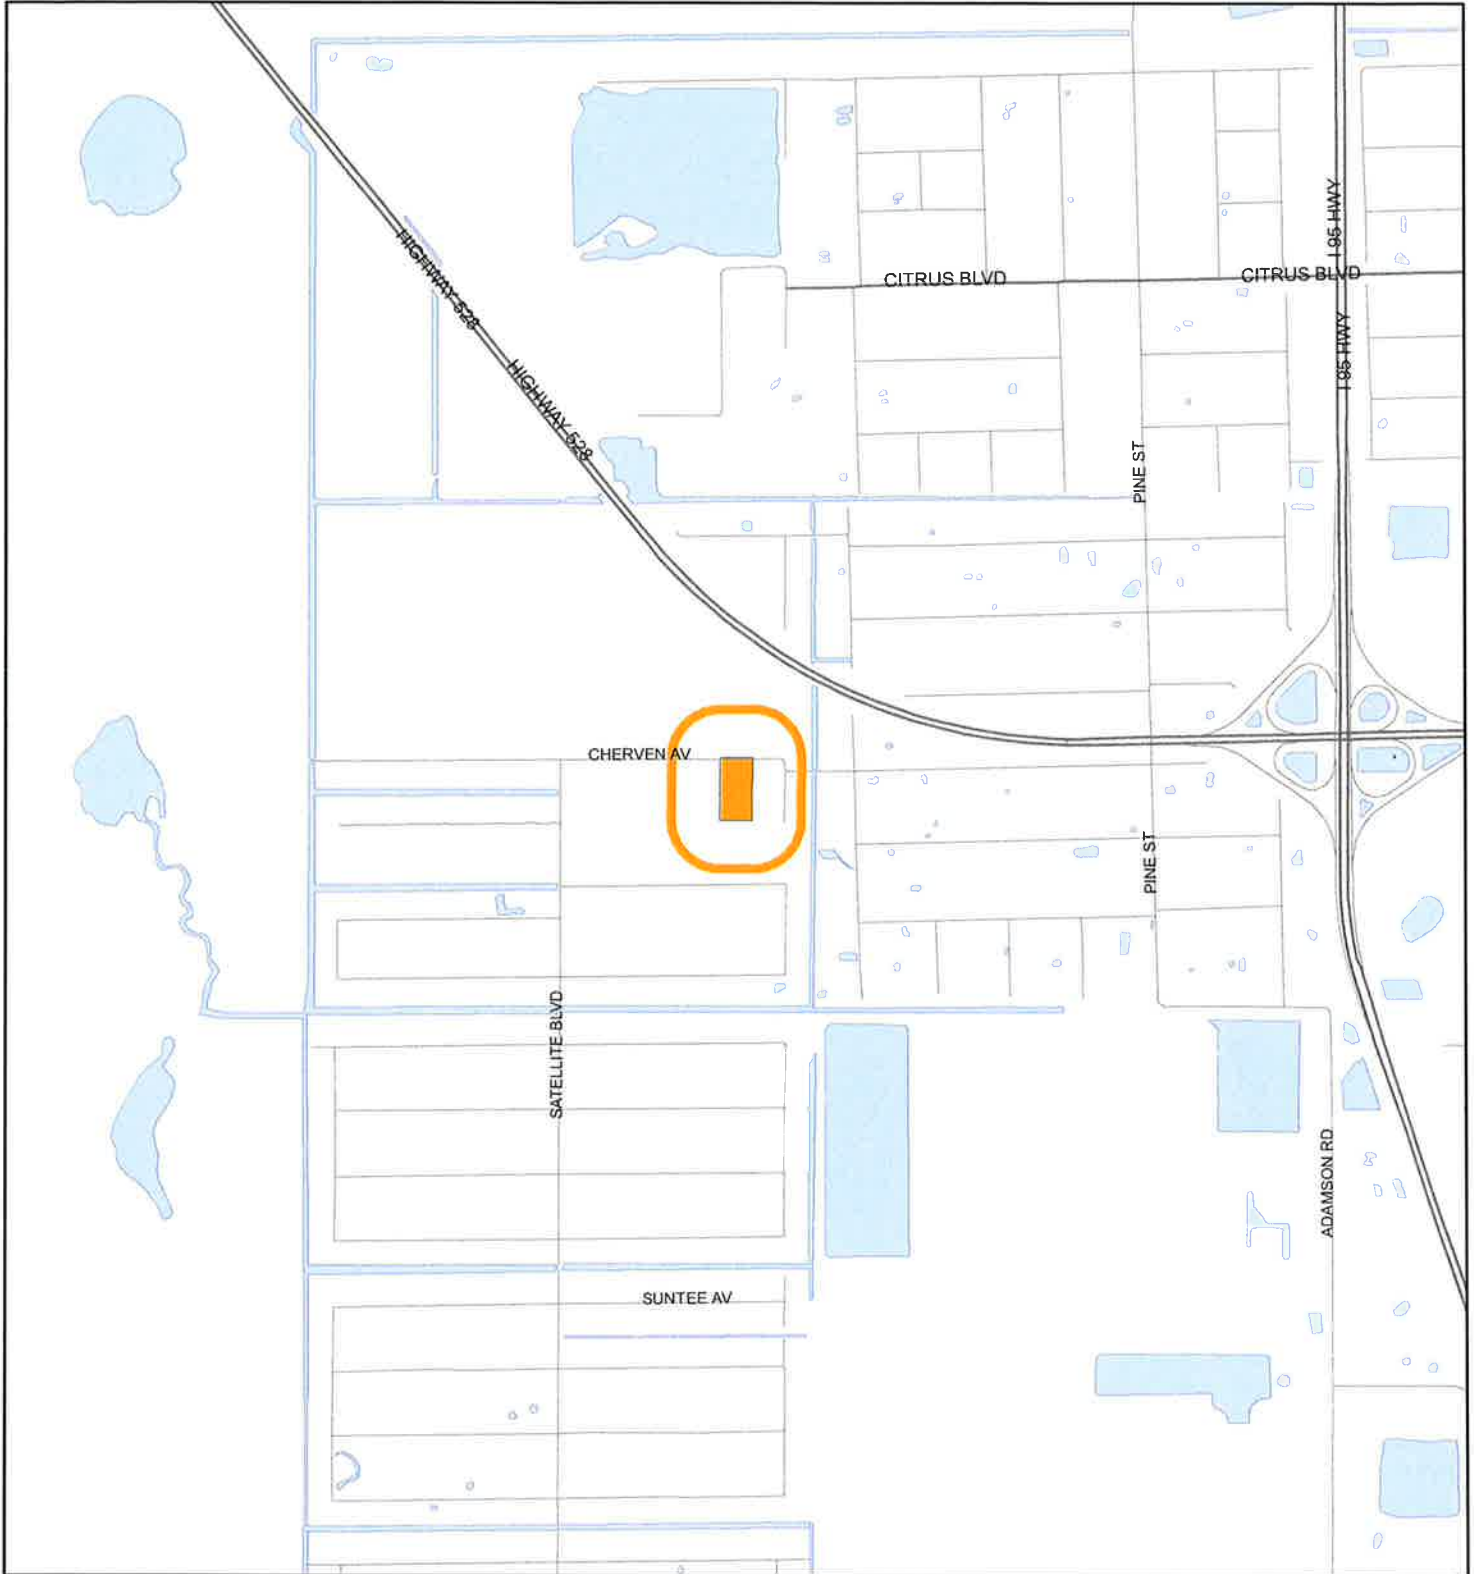 HIGHWAY 528
HIGHWAY 528
CITRUS BLVD
CITRUS BLVD
I 95 HWY
I 95 HWY
PINE ST
CHERVEN AV
PINE ST
SATELLITE BLVD
ADAMSON RD
SUNTEE AV